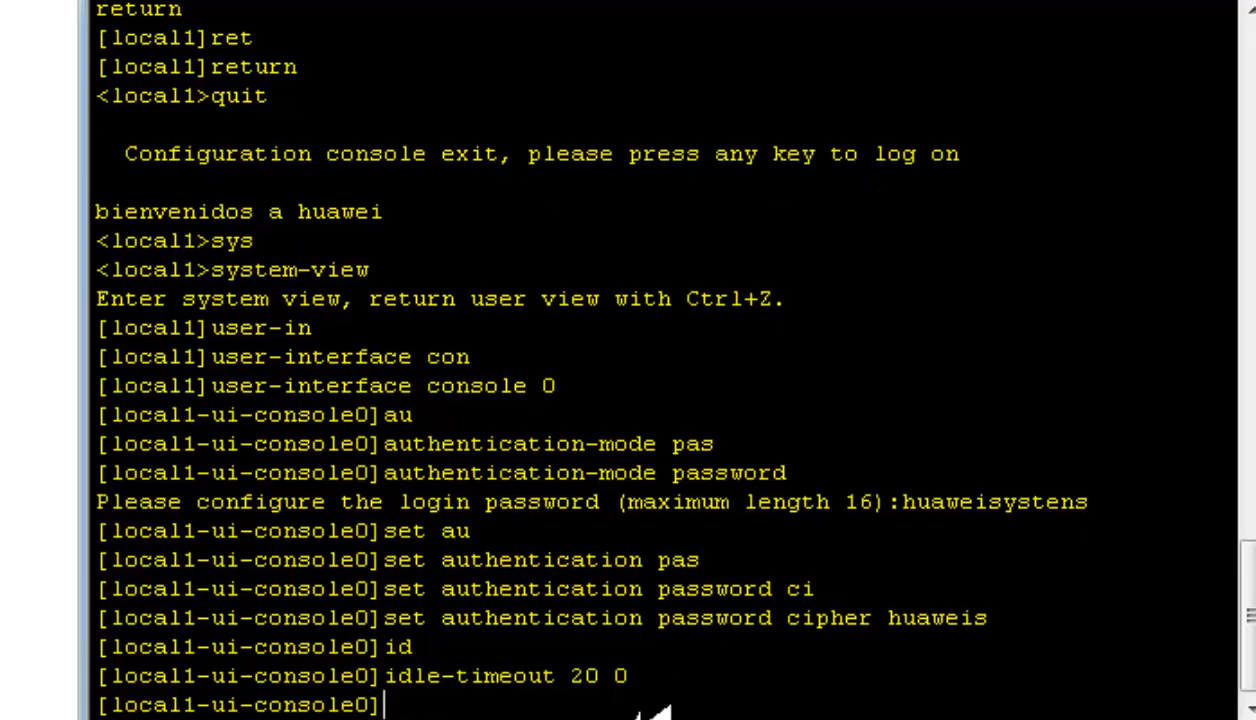 return
[local1]ret
[local1]return
<local1>quit
Configuration console exit, please press any key to log on
bienvenidos a huawei
<local1>sys
<local1>system-view
Enter system view, return user view with Ctrl+Z.
[local1]user-in
[local1]user-interface con
[local1]user-interface console 0
[local1-ui-console0]au
[local1-ui-console0]authentication-mode pas
[local1-ui-console0]authentication-mode password
Please configure the login password (maximum length 16):huaweisystens
[local1-ui-console0]set au
[local1-ui-console0]set authentication pas
[local1-ui-console0]set authentication password ci
[local1-ui-console0]set authentication password cipher huaweis
[local1-ui-console0]id
[local1-ui-console0]idle-timeout 20 0
[local1-ui-console0]